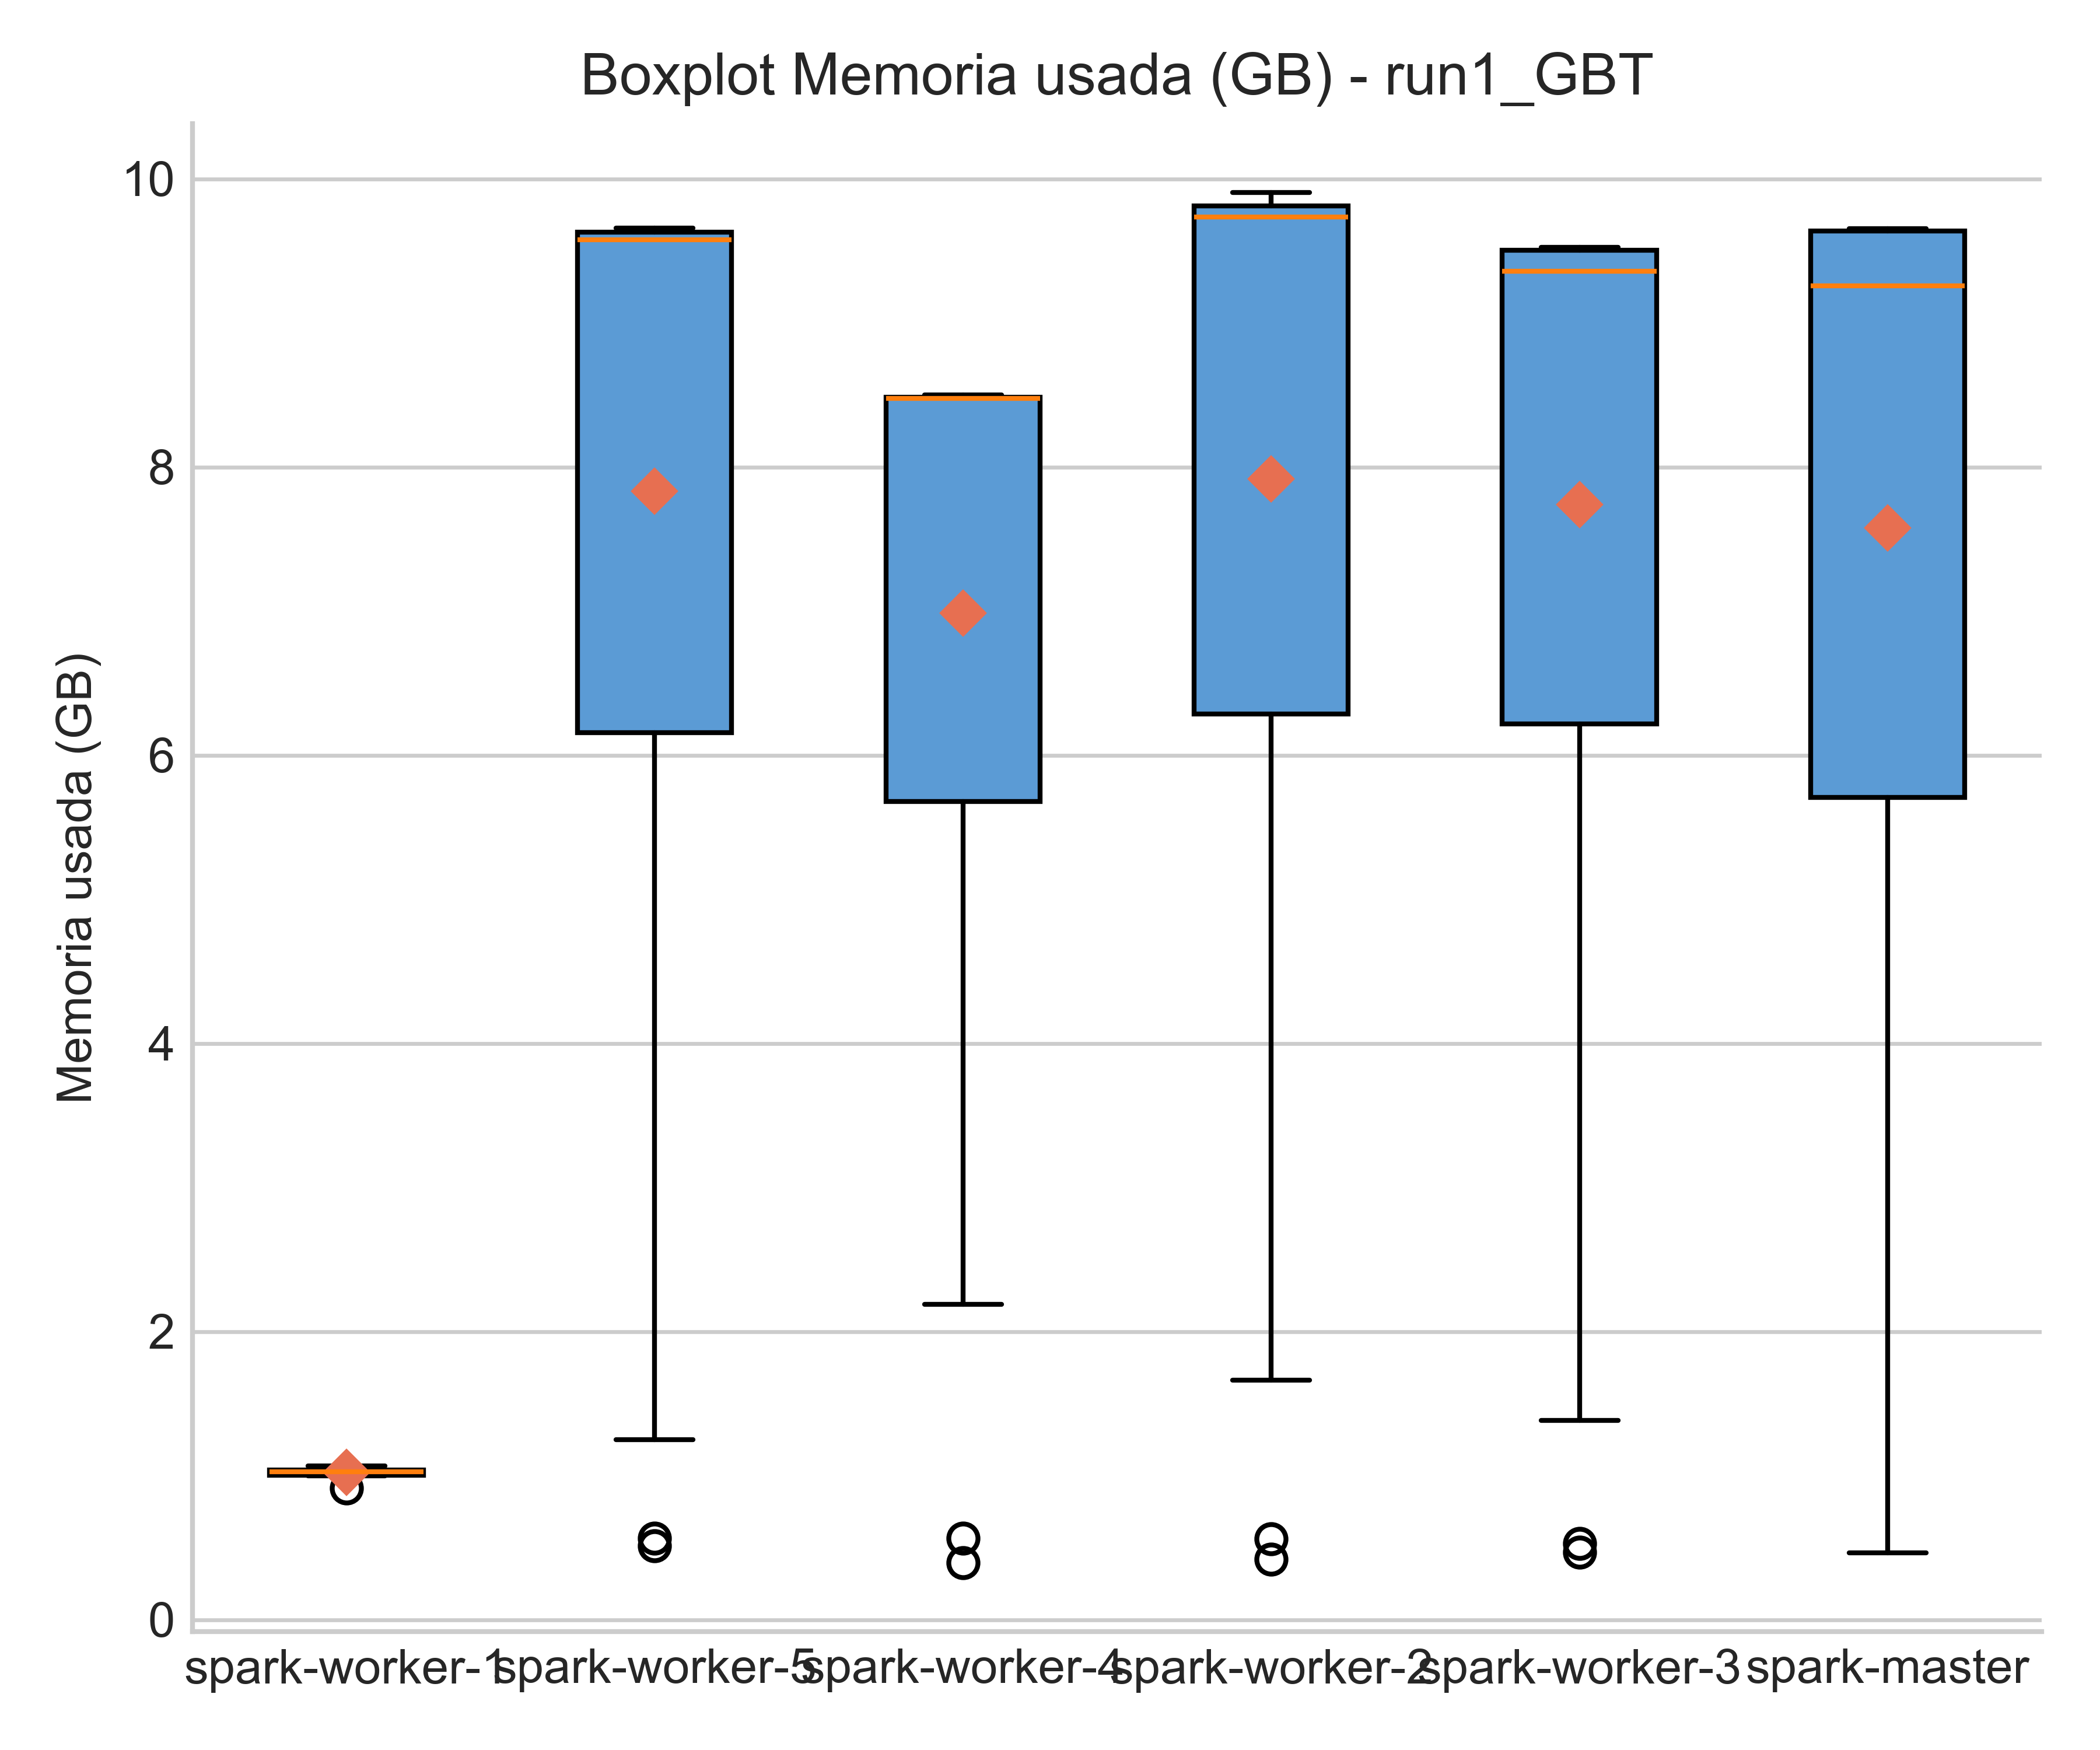 Boxplot Memoria usada (GB) - run1_GBT
Memoria usada (GB)
10
8
6
4
2
0
spark-worker-1 spark-worker-5 spark-worker-4 spark-worker-2 spark-worker-3 spark-master